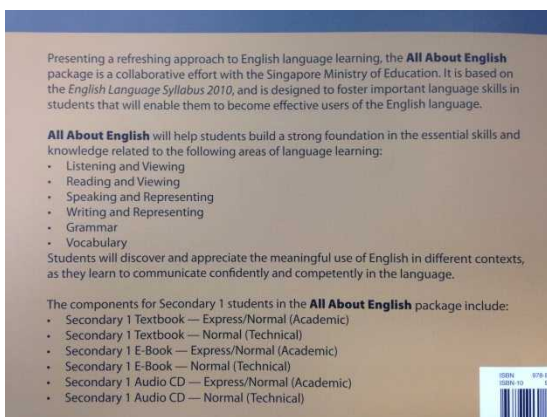 Presenting a refreshing approach to English language learning, the All About English
package is a collaborative effort with the Singapore Ministry of Education. It is based on
the English Language Syllabus 2010, and is designed to foster important language skills in
students that will enable them to become effective users of the English language.
All About English will help students build a strong foundation in the essential skills and
knowledge related to the following areas of language learning:
• Listening and Viewing
• Reading and Viewing
• Speaking and Representing
• Writing and Representing
• Grammar
• Vocabulary
Students will discover and appreciate the meaningful use of English in different contexts,
as they learn to communicate confidently and competently in the language.
The components for Secondary 1 students in the All About English package include:
• Secondary 1 Textbook — Express/Normal (Academic)
• Secondary 1 Textbook — Normal (Technical)
• Secondary 1 E-Book — Express/Normal (Academic)
• Secondary 1 E-Book — Normal (Technical)
• Secondary 1 Audio CD — Express/Normal (Academic)
• Secondary 1 Audio CD — Normal (Technical)
ISBN 978-
ISBN-10